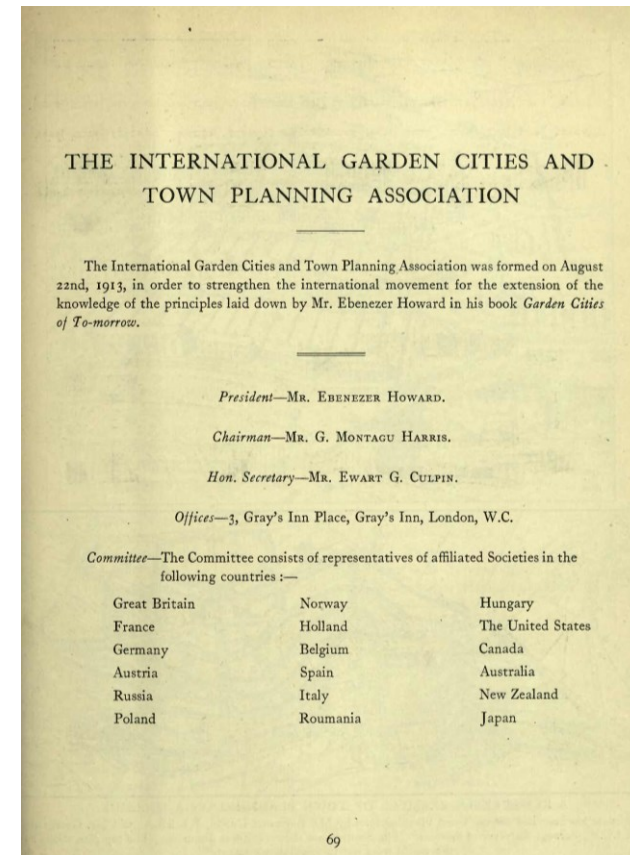 THE INTERNATIONAL GARDEN CITIES AND
TOWN PLANNING ASSOCIATION
The International Garden Cities and Town Planning Association was formed on August
22nd, 1913, in order to strengthen the international movement for the extension of the
knowledge of the principles laid down by Mr. Ebenezer Howard in his book Garden Cities
of To-morrow.
President—Mr. Ebenezer Howard.
Chairman—Mr. G. Montagu Harris.
Hon. Secretary—Mr. Ewart G. Culpin.
Offices—3, Gray's Inn Place, Gray's Inn, London, W.C.
Committee—The Committee consists of representatives of affiliated Societies in the
following countries :—
Great Britain
France
Germany
Austria
Russia
Poland
Norway
Holland
Belgium
Spain
Italy
Roumania
Hungary
The United States
Canada
Australia
New Zealand
Japan
69